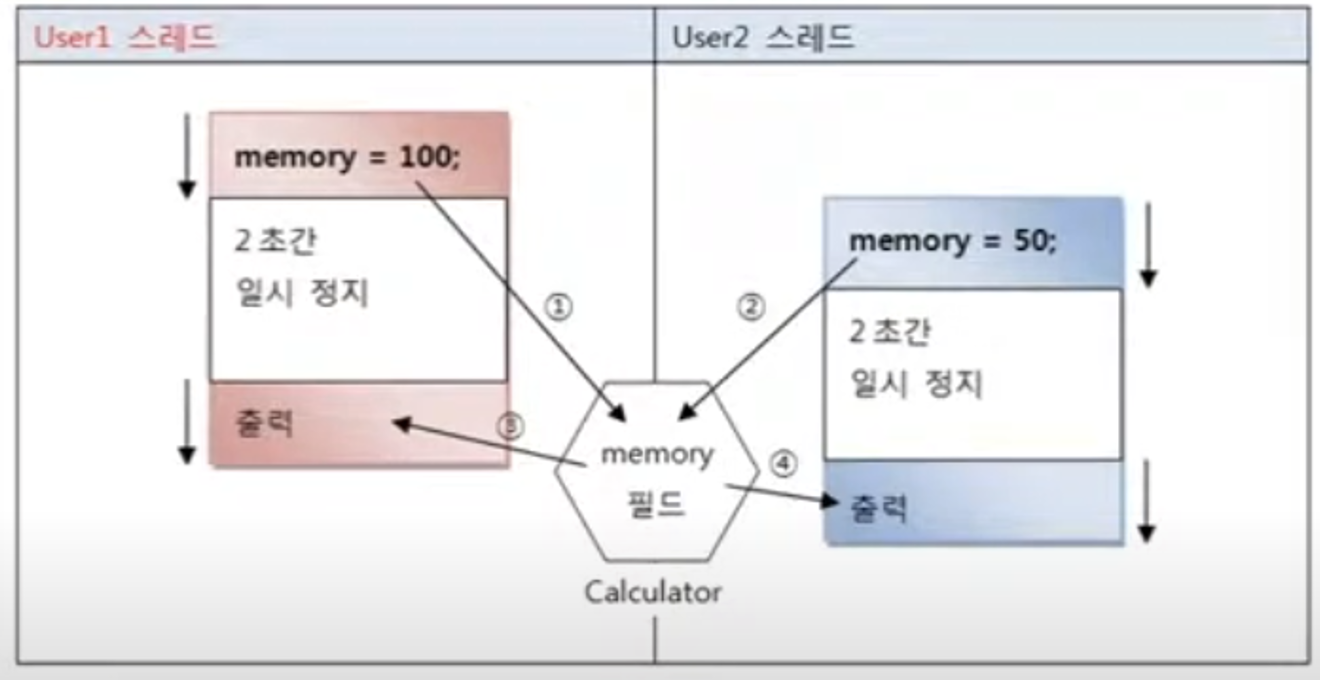 User1 스레드
User2 스레드
memory = 100;
2초간
일시 정지
출력
①
②
memory = 50;
2초간
일시 정지
출력
③
④
memory
필드
Calculator